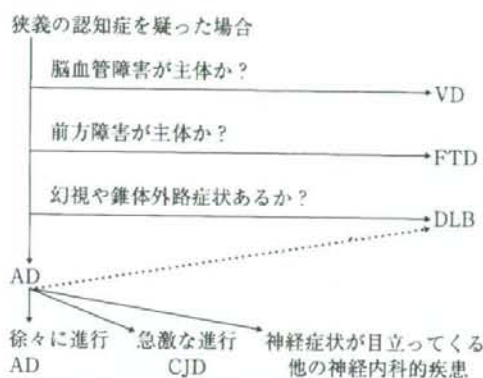 狭義の認知症を疑った場合
脳血管障害が主体か？
VD
前方障害が主体か？
FTD
幻視や錐体外路症状あるか？
DLB
AD
徐々に進行 急激な進行 神経症状が目立ってくる
AD CJD 他の神経内科的疾患